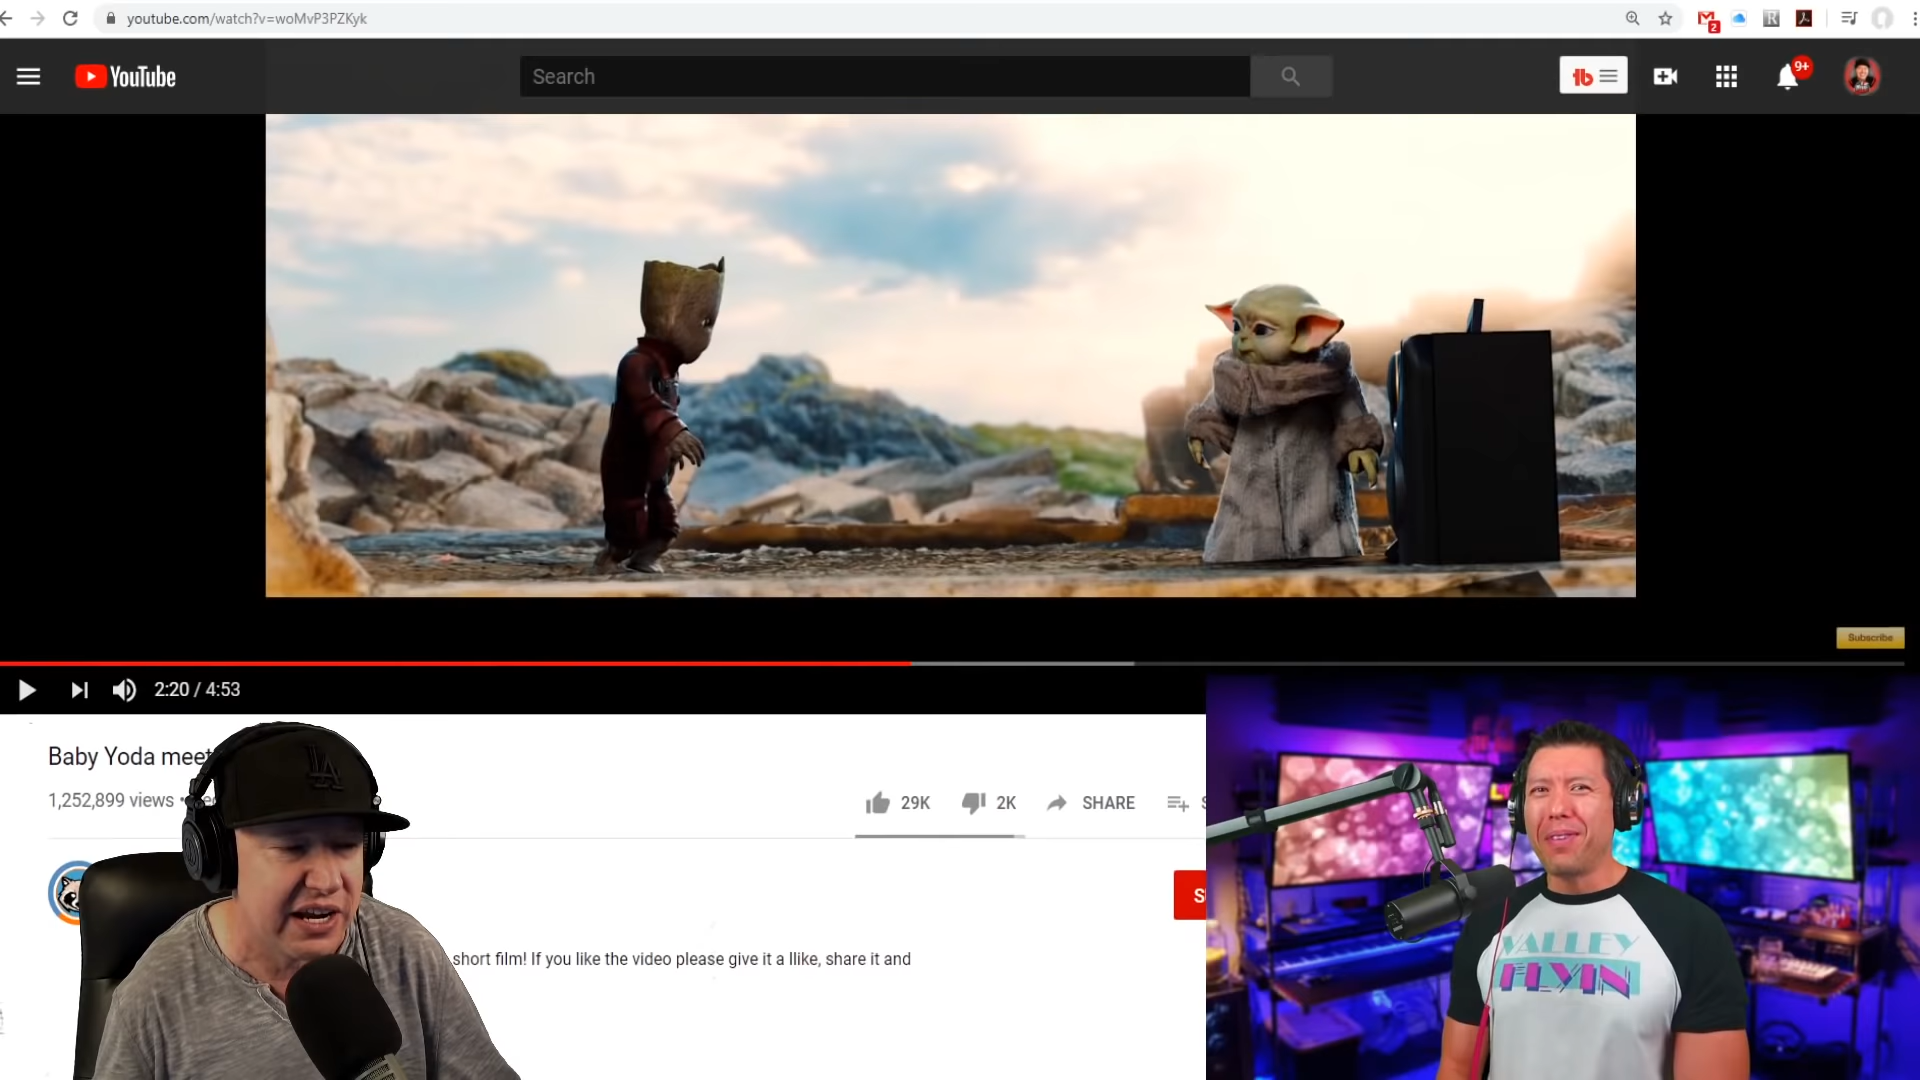 youtube.com/watch?v=woMvP3PZKyk
2
YouTube
Search
9+
Subscribe
2:20 / 4:53
Baby Yoda meet
1,252,899 views
29K
2K
SHARE
S
S
short film! If you like the video please give it a llike, share it and
LA
VALLEY
FLYIN